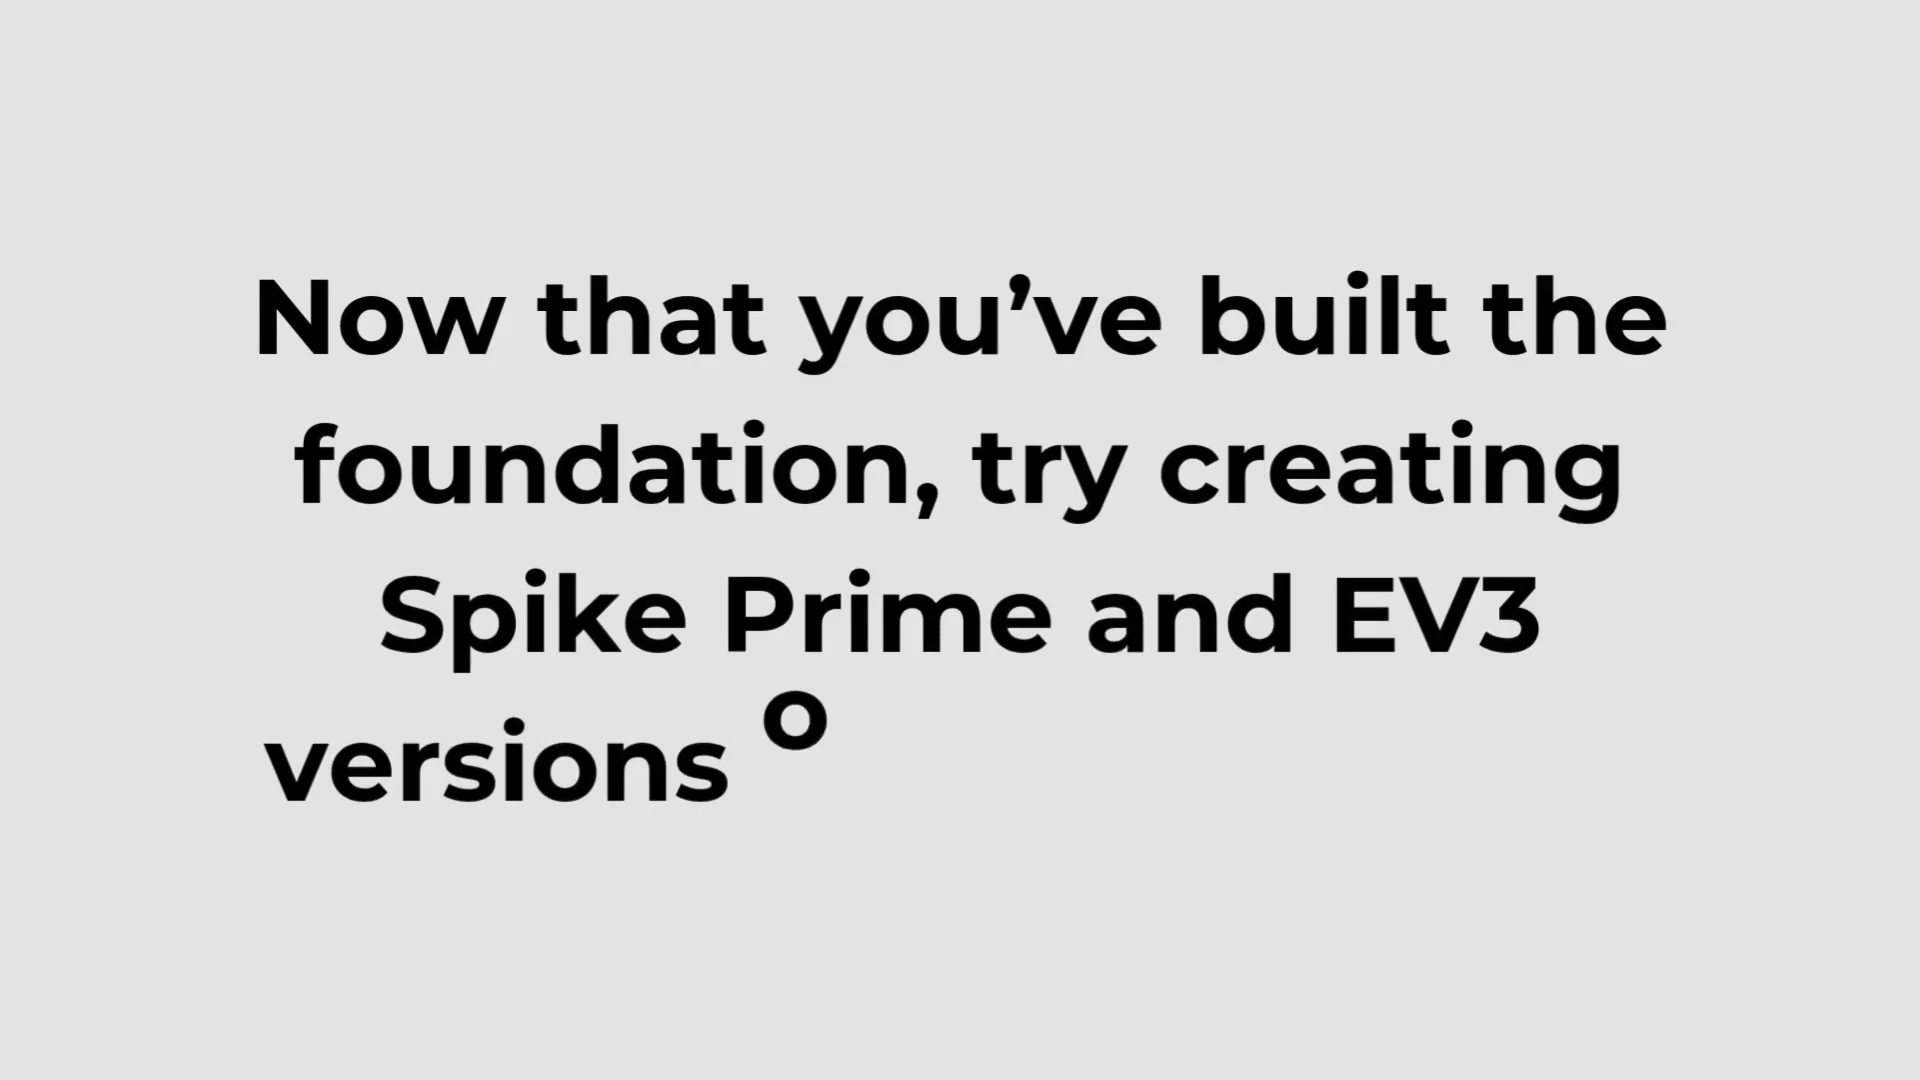 Now that you’ve built the
foundation, try creating
Spike Prime and EV3
versions o